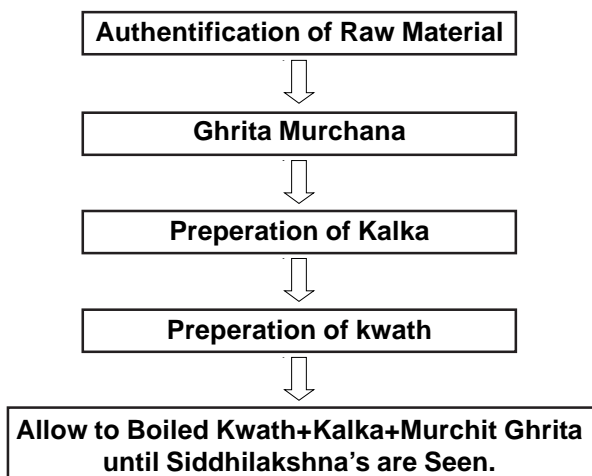 Authentification of Raw Material
Ghrita Murchana
Preperation of Kalka
Preperation of kwath
Allow to Boiled Kwath+Kalka+Murchit Ghrita
until Siddhilakshna's are Seen.